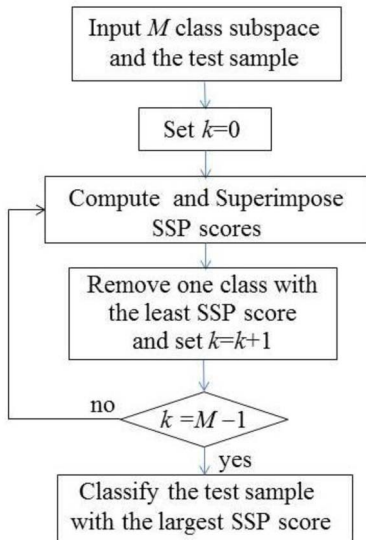 Input M class subspace
and the test sample
Set k=0
Compute and Superimpose
SSP scores
Remove one class with
the least SSP score
and set k=k+1
no
k =M −1
yes
Classify the test sample
with the largest SSP score